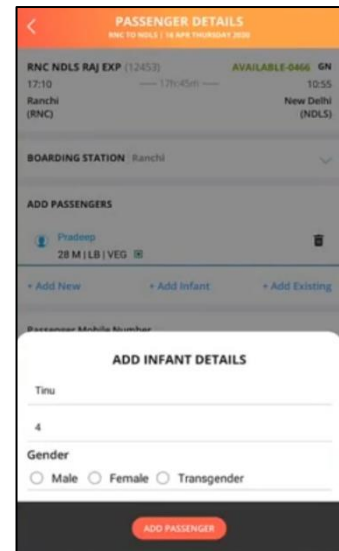 PASSENGER DETAILS
RNC TO NDLS | 16 APR THURSDAY 2020
RNC NDLS RAJ EXP (12453) AVAILABLE-0466 GN
17:10 17h:45m 10:55
Ranchi New Delhi
(RNC) (NDLS)
BOARDING STATION Ranchi
ADD PASSENGERS
Pradeep
28 M | LB | VEG
+ Add New + Add Infant + Add Existing
Passenger Mobile Number
ADD INFANT DETAILS
Tinu
4
Gender
Male Female Transgender
ADD PASSENGER